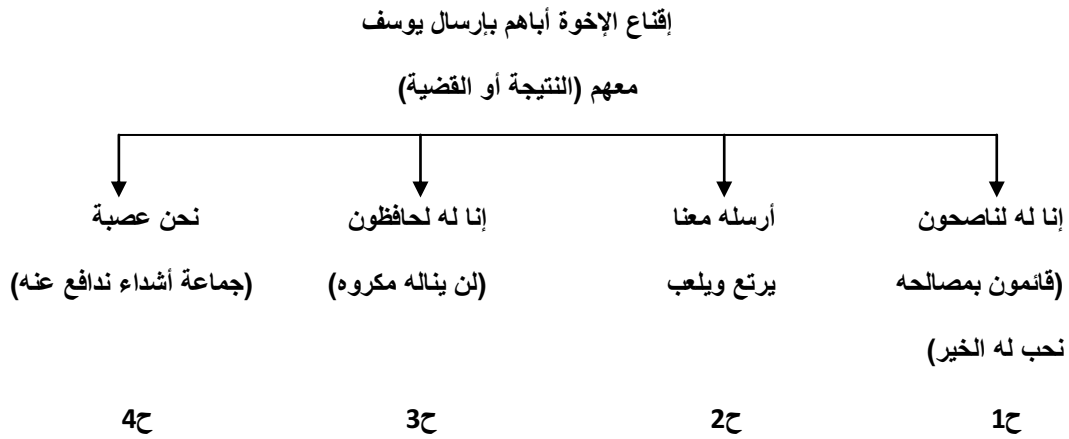 إقناع الإخوة أباهم بإرسال يوسف
معهم (النتيجة أو القضية)
إنا له لناصحون
(قائمون بمصالحه
نحب له الخير)
ح1
أرسله معنا
يرتع ويلعب
ح2
إنا له لحافظون
(لن يناله مكروه)
ح3
نحن عصبة
(جماعة أشداء ندافع عنه)
ح4